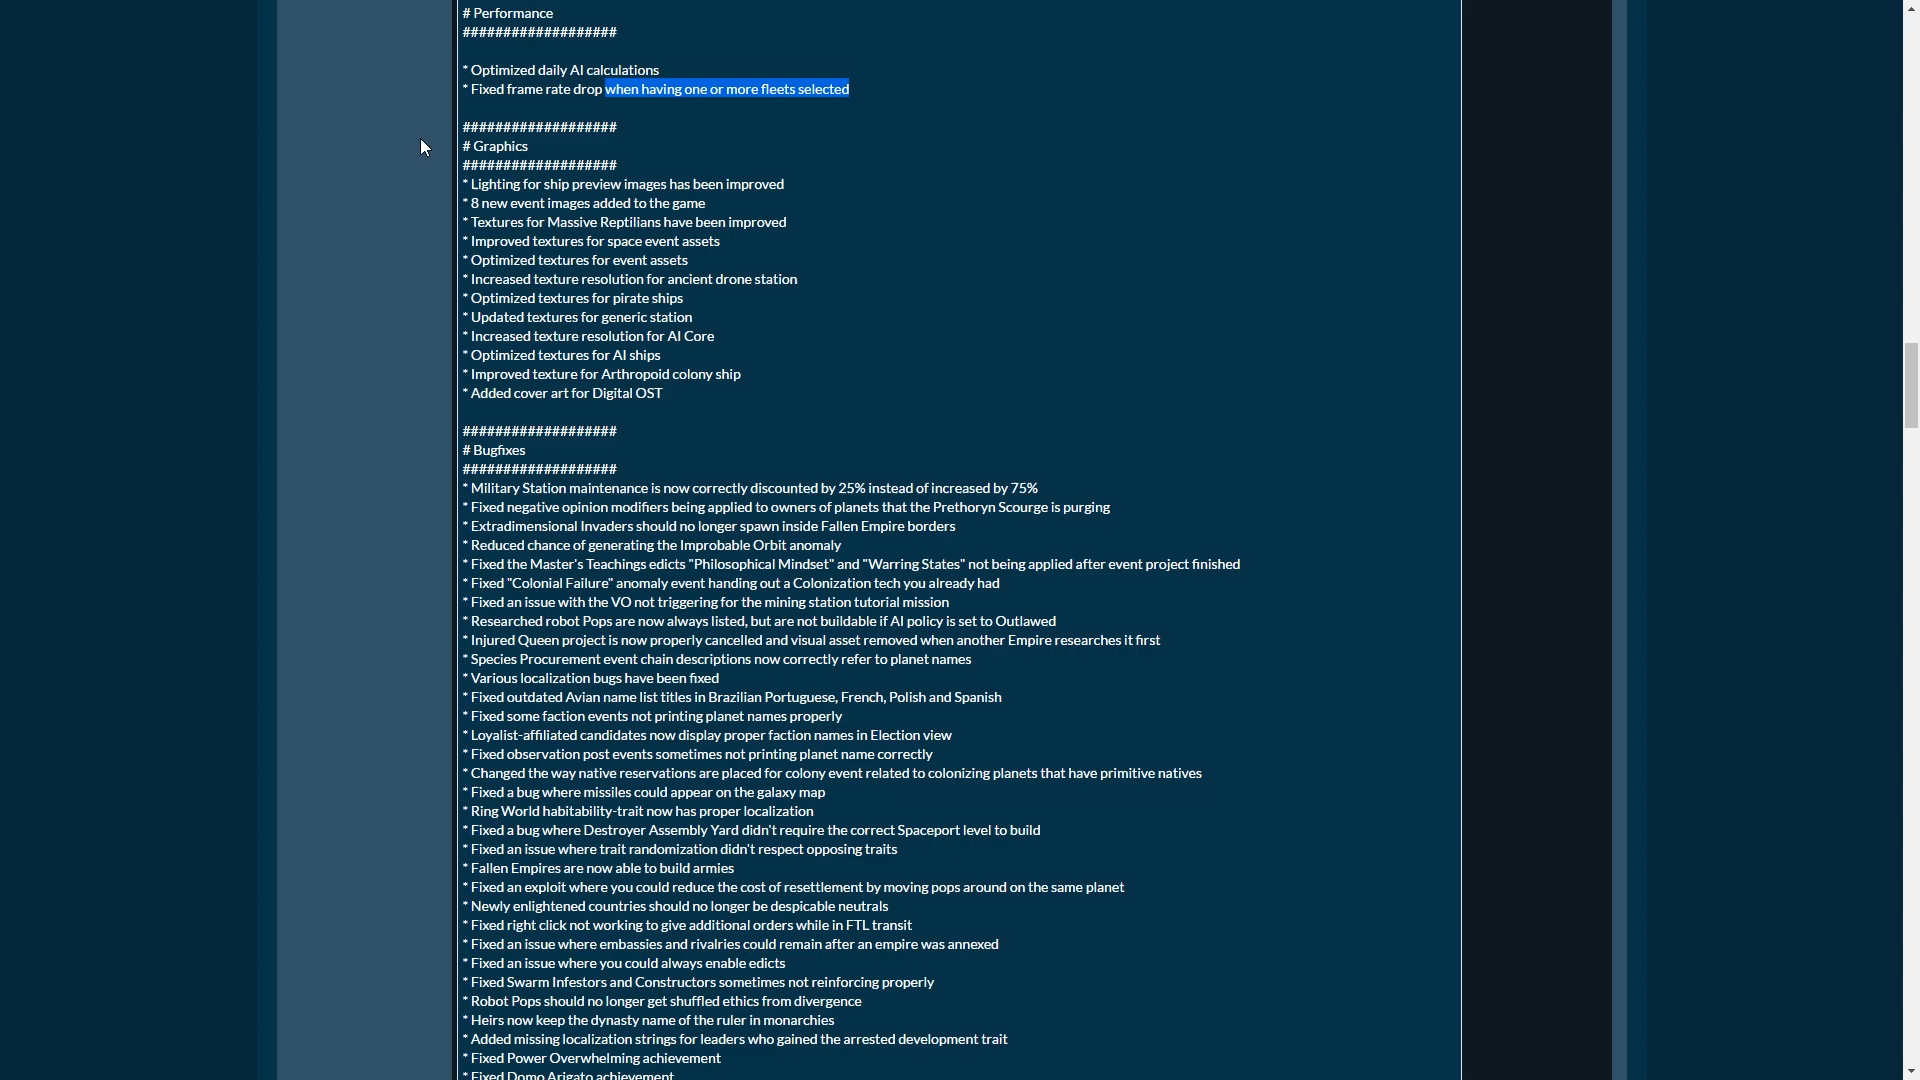 # Performance
###################
* Optimized daily AI calculations
* Fixed frame rate drop when having one or more fleets selected
###################
# Graphics
###################
* Lighting for ship preview images has been improved
* 8 new event images added to the game
* Textures for Massive Reptilians have been improved
* Improved textures for space event assets
* Optimized textures for event assets
* Increased texture resolution for ancient drone station
* Optimized textures for pirate ships
* Updated textures for generic station
* Increased texture resolution for AI Core
* Optimized textures for AI ships
* Improved texture for Arthropoid colony ship
* Added cover art for Digital OST
###################
# Bugfixes
###################
* Military Station maintenance is now correctly discounted by 25% instead of increased by 75%
* Fixed negative opinion modifiers being applied to owners of planets that the Prethoryn Scourge is purging
* Extradimensional Invaders should no longer spawn inside Fallen Empire borders
* Reduced chance of generating the Improbable Orbit anomaly
* Fixed the Master's Teachings edicts "Philosophical Mindset" and "Warring States" not being applied after event project finished
* Fixed "Colonial Failure" anomaly event handing out a Colonization tech you already had
* Fixed an issue with the VO not triggering for the mining station tutorial mission
* Researched robot Pops are now always listed, but are not buildable if AI policy is set to Outlawed
* Injured Queen project is now properly cancelled and visual asset removed when another Empire researches it first
* Species Procurement event chain descriptions now correctly refer to planet names
* Various localization bugs have been fixed
* Fixed outdated Avian name list titles in Brazilian Portuguese, French, Polish and Spanish
* Fixed some faction events not printing planet names properly
* Loyalist-affiliated candidates now display proper faction names in Election view
* Fixed observation post events sometimes not printing planet name correctly
* Changed the way native reservations are placed for colony event related to colonizing planets that have primitive natives
* Fixed a bug where missiles could appear on the galaxy map
* Ring World habitability-trait now has proper localization
* Fixed a bug where Destroyer Assembly Yard didn't require the correct Spaceport level to build
* Fixed an issue where trait randomization didn't respect opposing traits
* Fallen Empires are now able to build armies
* Fixed an exploit where you could reduce the cost of resettlement by moving pops around on the same planet
* Newly enlightened countries should no longer be despicable neutrals
* Fixed right click not working to give additional orders while in FTL transit
* Fixed an issue where embassies and rivalries could remain after an empire was annexed
* Fixed an issue where you could always enable edicts
* Fixed Swarm Infestors and Constructors sometimes not reinforcing properly
* Robot Pops should no longer get shuffled ethics from divergence
* Heirs now keep the dynasty name of the ruler in monarchies
* Added missing localization strings for leaders who gained the arrested development trait
* Fixed Power Overwhelming achievement
* Fixed Domo Arigato achievement